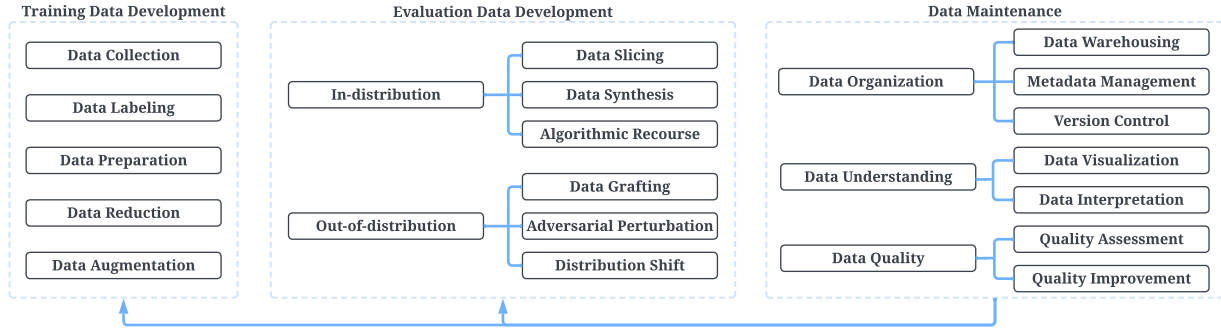 Training Data Development
Data Collection
Data Labeling
Data Preparation
Data Reduction
Data Augmentation
Evaluation Data Development
In-distribution
Data Slicing
Data Synthesis
Algorithmic Recourse
Out-of-distribution
Data Grafting
Adversarial Perturbation
Distribution Shift
Data Maintenance
Data Organization
Data Warehousing
Metadata Management
Version Control
Data Understanding
Data Visualization
Data Interpretation
Data Quality
Quality Assessment
Quality Improvement